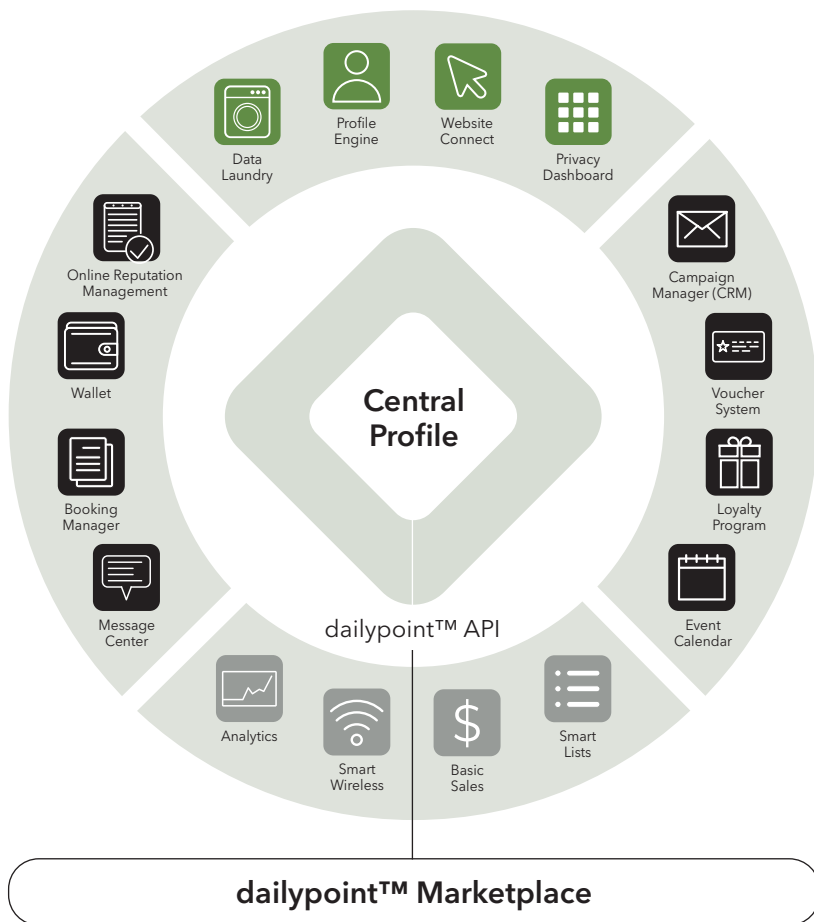 Data
Laundry
Profile
Engine
Website
Connect
Privacy
Dashboard
Online Reputation
Management
Campaign
Manager (CRM)
Wallet
Voucher
System
Central
Profile
Booking
Manager
Loyalty
Program
Message
Center
Event
Calendar
dailypoint™ API
Analytics
Smart
Wireless
$
Basic
Sales
Smart
Lists
dailypoint™ Marketplace